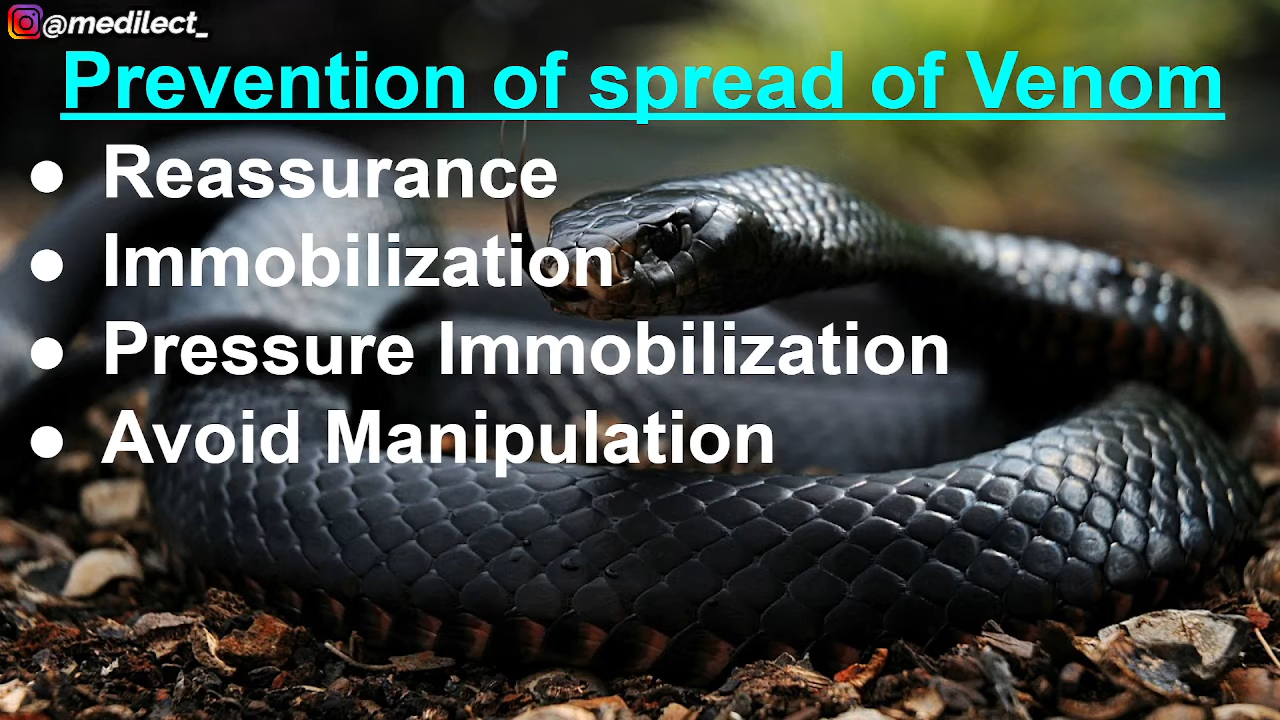 @medilect_
Prevention of spread of Venom
● Reassurance
● Immobilization
● Pressure Immobilization
● Avoid Manipulation